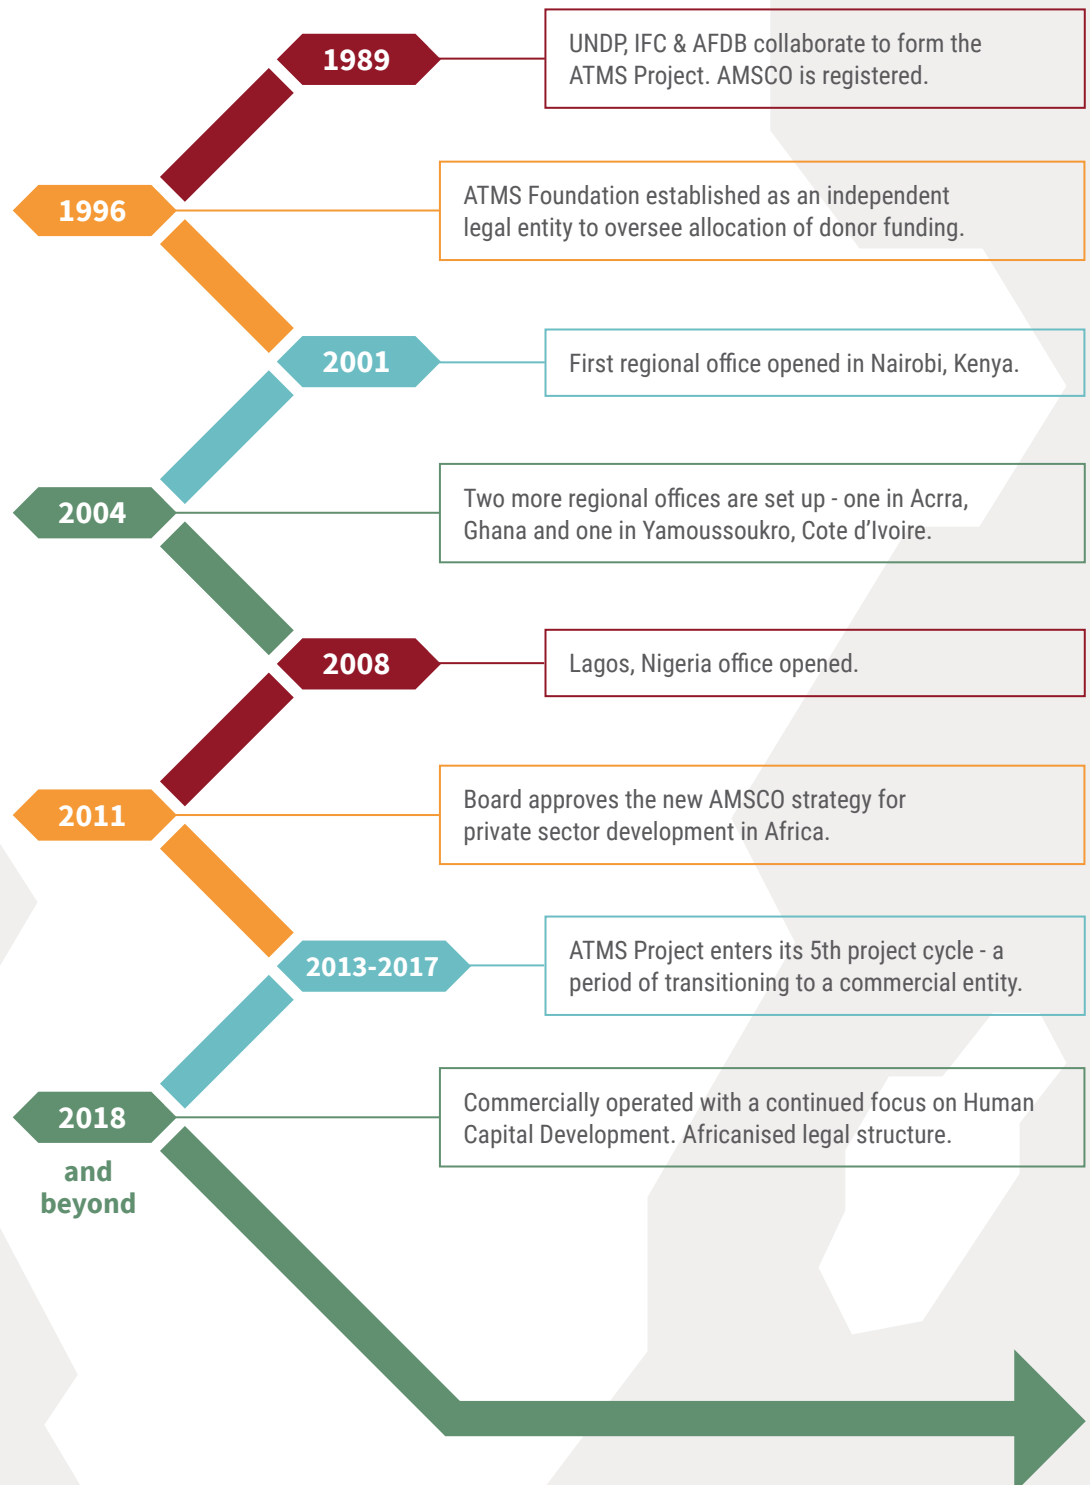 1989
UNDP, IFC & AFDB collaborate to form the
ATMS Project. AMSCO is registered.
1996
ATMS Foundation established as an independent
legal entity to oversee allocation of donor funding.
2001
First regional office opened in Nairobi, Kenya.
2004
Two more regional offices are set up - one in Acrra,
Ghana and one in Yamoussoukro, Cote d’Ivoire.
2008
Lagos, Nigeria office opened.
2011
Board approves the new AMSCO strategy for
private sector development in Africa.
2013-2017
ATMS Project enters its 5th project cycle - a
period of transitioning to a commercial entity.
2018
and
beyond
Commercially operated with a continued focus on Human
Capital Development. Africanised legal structure.